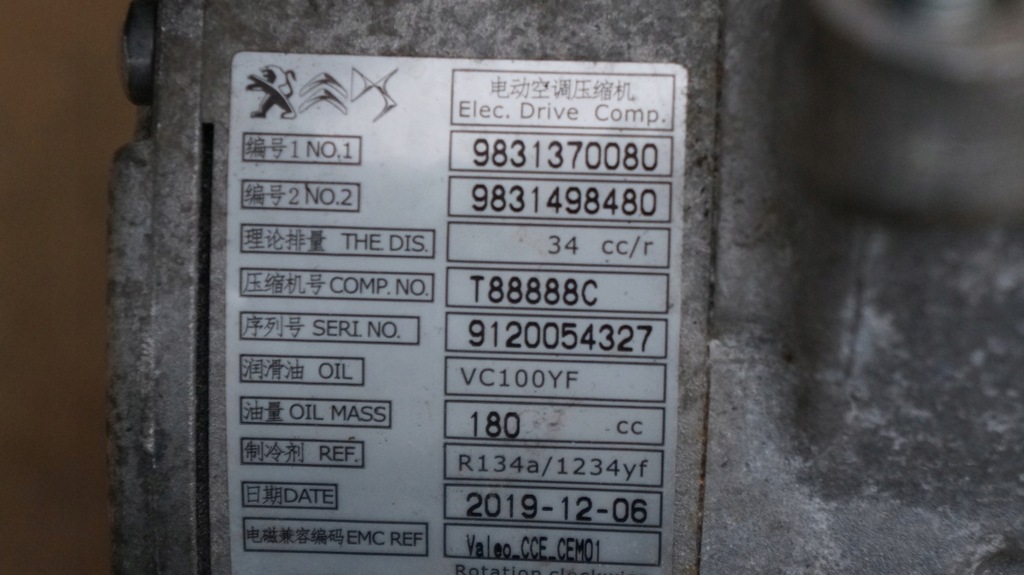 电动空调压缩机
Elec. Drive Comp.
编号1 NO.1 9831370080
编号2 NO.2 9831498480
理论排量 THE. DIS. 34 cc/r
压缩机号 COMP. NO. T88888C
序列号 SERI. NO. 9120054327
润滑油 OIL VC100YF
油量 OIL MASS 180 cc
制冷剂 REF. R134a/1234yf
日期DATE 2019-12-06
电磁兼容编码 EMC REF Valeo_CCE_CEM01
Rotation